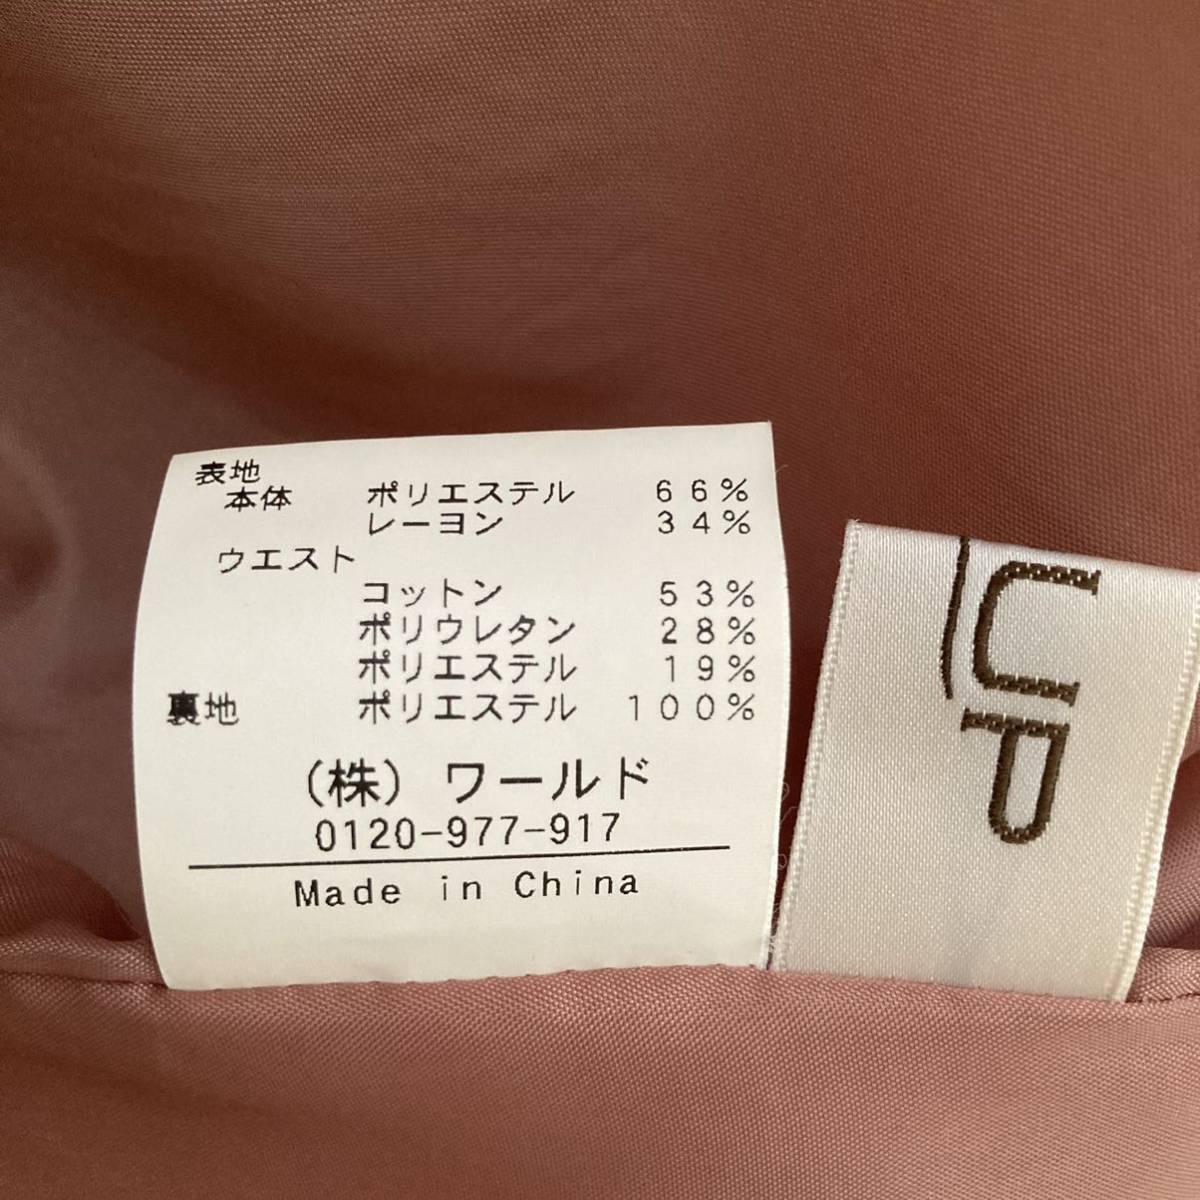 表地
本体 ポリエステル 66%
レーヨン 34%
ウエスト
コットン 53%
ポリウレタン 28%
ポリエステル 19%
裏地 ポリエステル 100%
(株)ワールド
0120-977-917
Made in China
UP